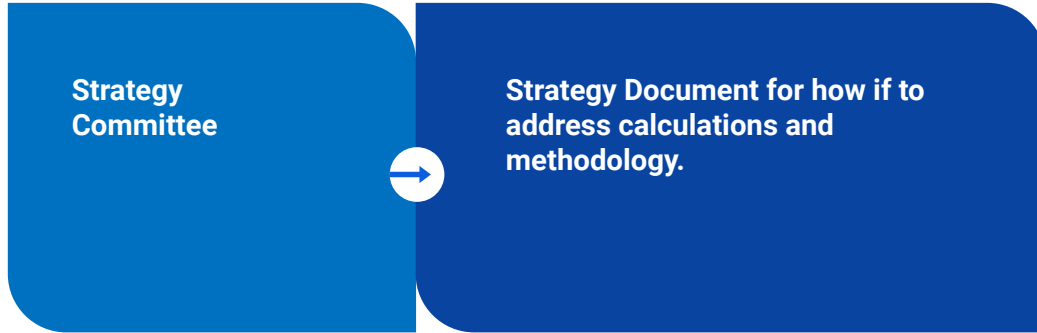 Strategy
Committee
Strategy Document for how if to
address calculations and
methodology.